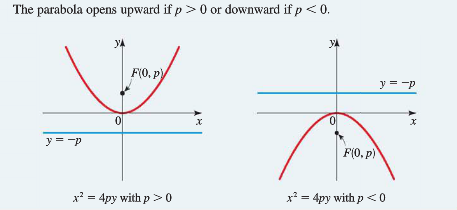 The parabola opens upward if p > 0 or downward if p < 0.
y
F(0, p)
0
x
y = −p
x² = 4py with p > 0
y
y = −p
0
x
F(0, p)
x² = 4py with p < 0